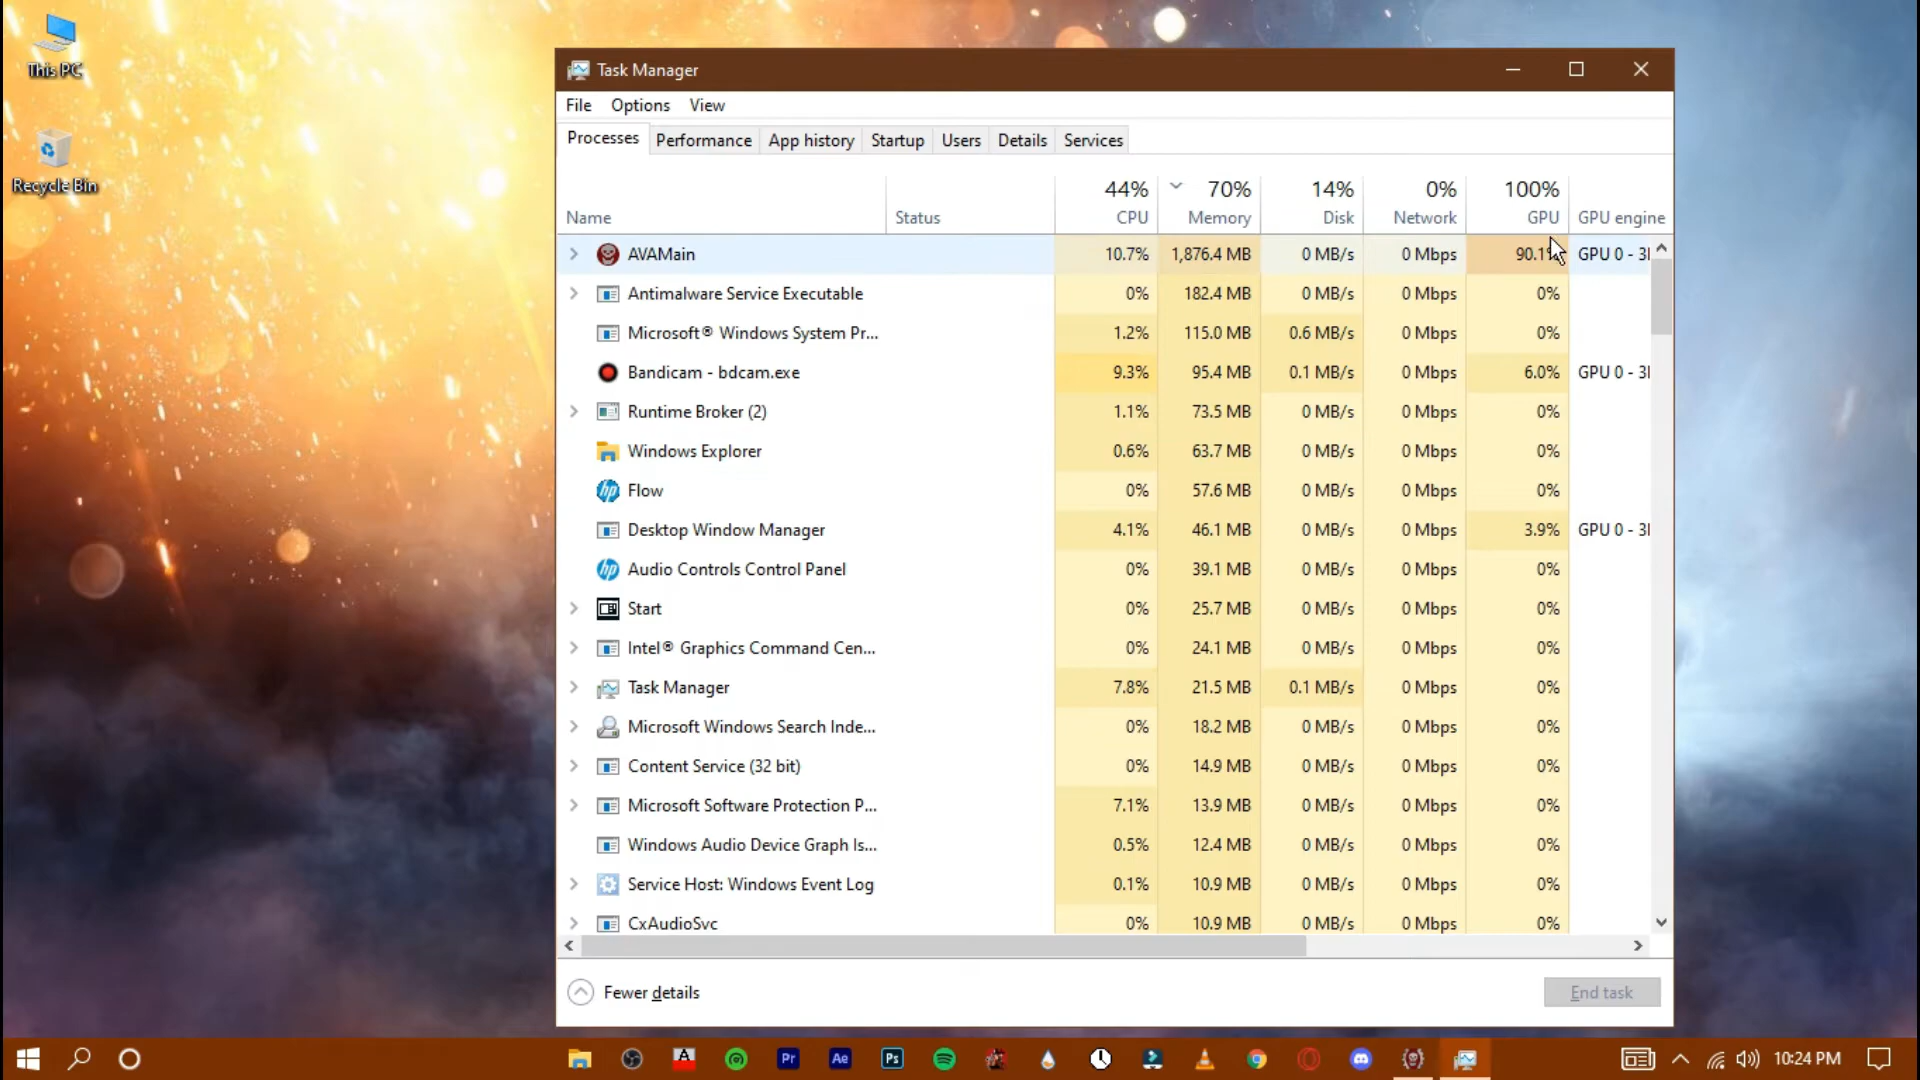 This PC
Recycle Bin
Task Manager
File Options View
Processes Performance App history Startup Users Details Services
44% 70% 14% 0% 100%
Name Status CPU Memory Disk Network GPU GPU engine
AVAMain 10.7% 1,876.4 MB 0 MB/s 0 Mbps 90.1% GPU 0 - 3
Antimalware Service Executable 0% 182.4 MB 0 MB/s 0 Mbps 0%
Microsoft® Windows System Pr... 1.2% 115.0 MB 0.6 MB/s 0 Mbps 0%
Bandicam - bdcam.exe 9.3% 95.4 MB 0.1 MB/s 0 Mbps 6.0% GPU 0 - 3
Runtime Broker (2) 1.1% 73.5 MB 0 MB/s 0 Mbps 0%
Windows Explorer 0.6% 63.7 MB 0 MB/s 0 Mbps 0%
hp Flow 0% 57.6 MB 0 MB/s 0 Mbps 0%
Desktop Window Manager 4.1% 46.1 MB 0 MB/s 0 Mbps 3.9% GPU 0 - 3
hp Audio Controls Control Panel 0% 39.1 MB 0 MB/s 0 Mbps 0%
Start 0% 25.7 MB 0 MB/s 0 Mbps 0%
Intel® Graphics Command Cen... 0% 24.1 MB 0 MB/s 0 Mbps 0%
Task Manager 7.8% 21.5 MB 0.1 MB/s 0 Mbps 0%
Microsoft Windows Search Inde... 0% 18.2 MB 0 MB/s 0 Mbps 0%
Content Service (32 bit) 0% 14.9 MB 0 MB/s 0 Mbps 0%
Microsoft Software Protection P... 7.1% 13.9 MB 0 MB/s 0 Mbps 0%
Windows Audio Device Graph Is... 0.5% 12.4 MB 0 MB/s 0 Mbps 0%
Service Host: Windows Event Log 0.1% 10.9 MB 0 MB/s 0 Mbps 0%
CxAudioSvc 0% 10.9 MB 0 MB/s 0 Mbps 0%
Fewer details End task
A Pr Ae Ps 10:24 PM